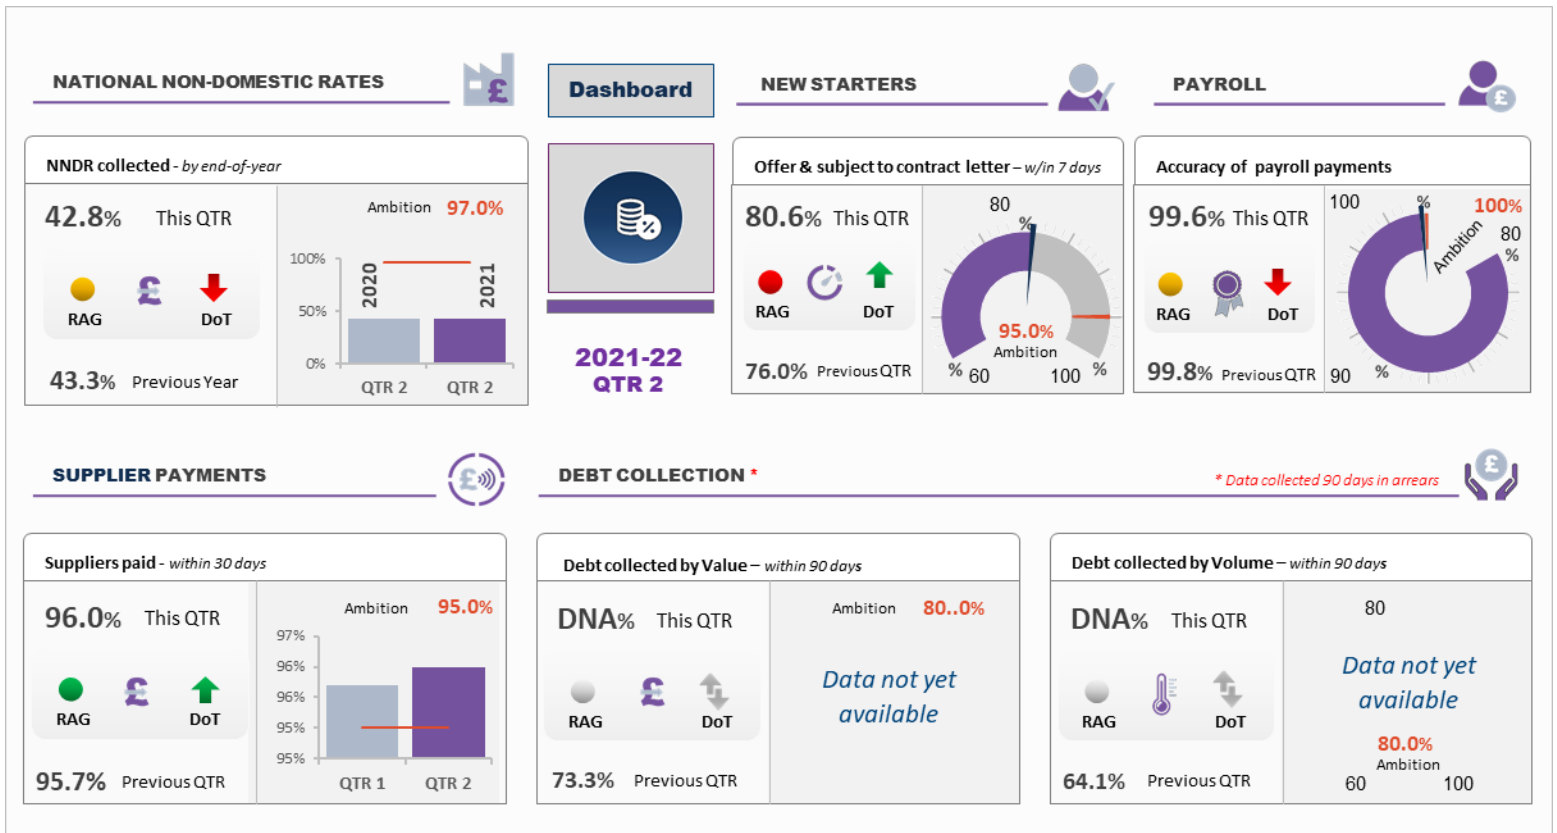 NATIONAL NON-DOMESTIC RATES
£
Dashboard
NEW STARTERS
PAYROLL
£
NNDR collected - by end-of-year
42.8% This QTR
£
RAG
DoT
43.3% Previous Year
Ambition 97.0%
100%
50%
0%
2020
2021
QTR 2
QTR 2
%
2021-22
QTR 2
Offer & subject to contract letter – w/in 7 days
80.6% This QTR
RAG
DoT
76.0% Previous QTR
80
%
95.0%
Ambition
% 60
100 %
Accuracy of payroll payments
99.6% This QTR
RAG
DoT
99.8% Previous QTR
100 %
100%
Ambition
80
%
90 %
SUPPLIER PAYMENTS
£
DEBT COLLECTION *
* Data collected 90 days in arrears
£
Suppliers paid - within 30 days
96.0% This QTR
£
RAG
DoT
95.7% Previous QTR
Ambition 95.0%
97%
96%
96%
95%
95%
QTR 1
QTR 2
Debt collected by Value – within 90 days
DNA% This QTR
£
RAG
DoT
73.3% Previous QTR
Ambition 80..0%
Data not yet
available
Debt collected by Volume – within 90 days
DNA% This QTR
RAG
DoT
64.1% Previous QTR
80
Data not yet
available
80.0%
Ambition
60
100